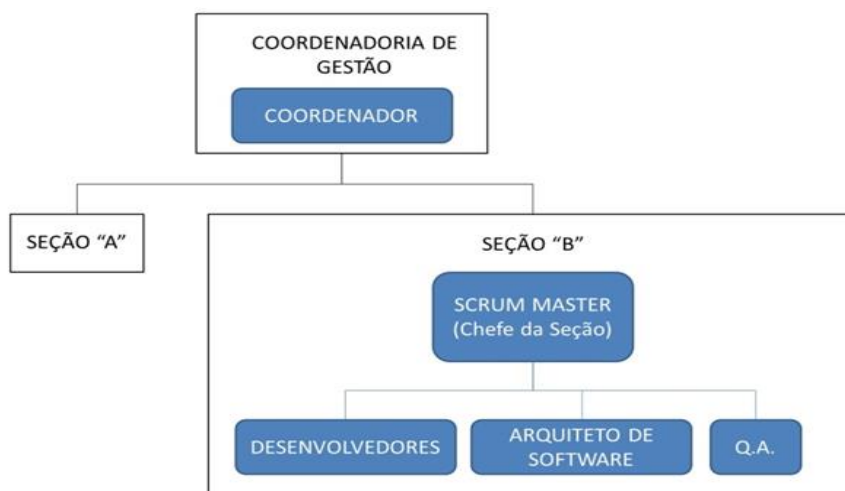 COORDENADORIA DE
GESTÃO
COORDENADOR
SEÇÃO "A"
SEÇÃO "B"
SCRUM MASTER
(Chefe da Seção)
DESENVOLVEDORES
ARQUITETO DE
SOFTWARE
Q.A.